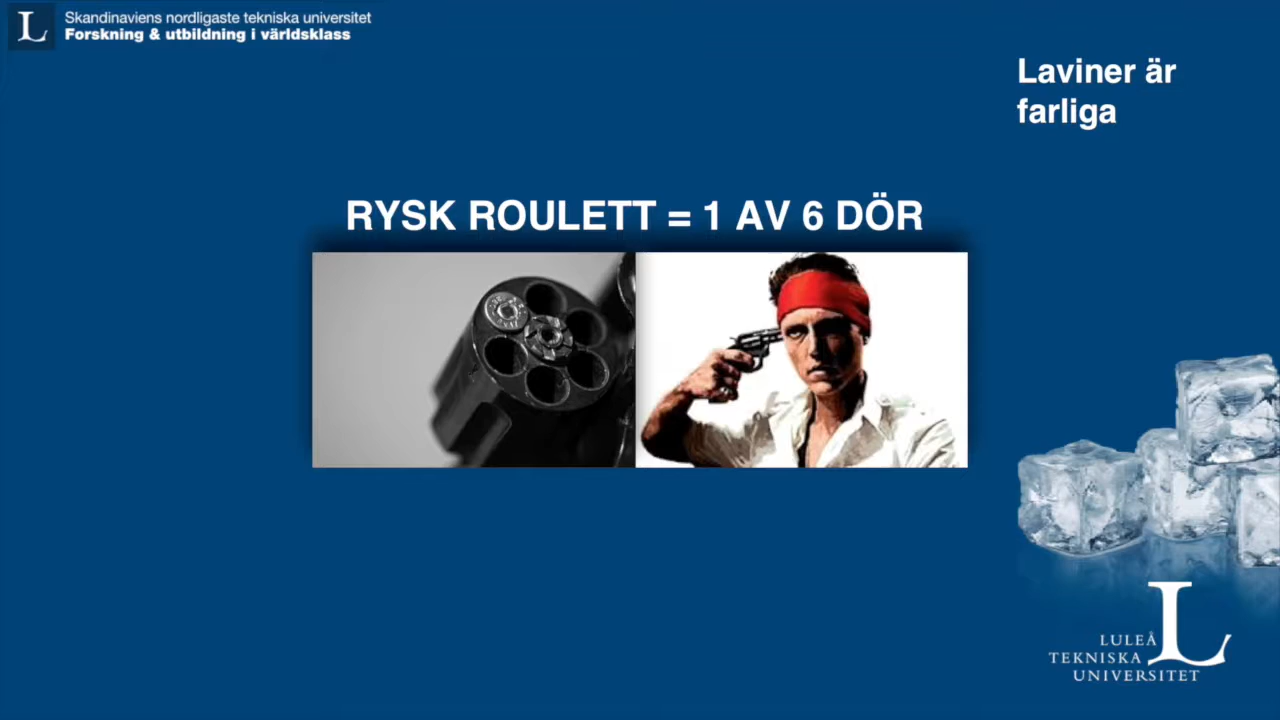 Skandinaviens nordligaste tekniska universitet
Forskning & utbildning i världsklass
Laviner är
farliga
RYSK ROULETT = 1 AV 6 DÖR
LULEÅ
TEKNISKA
UNIVERSITET